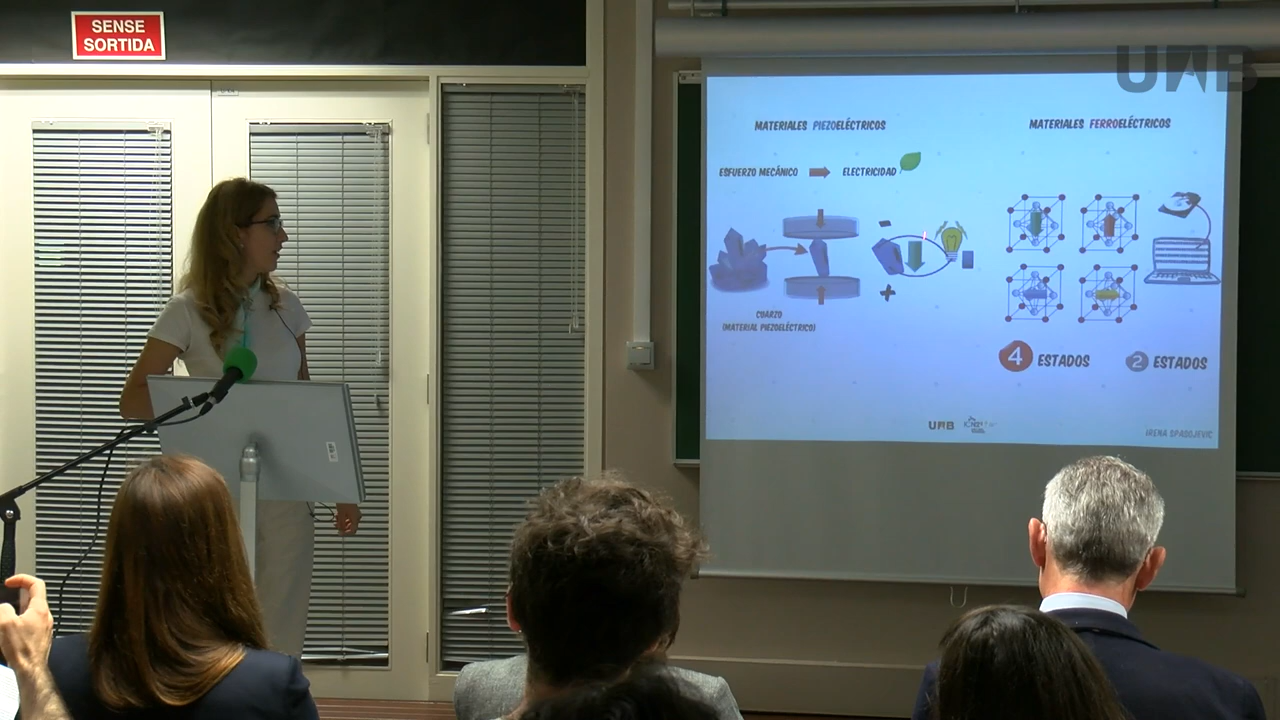 SENSE
SORTIDA
UAB
MATERIALES PIEZOELÉCTRICOS
MATERIALES FERROELÉCTRICOS
ESFUERZO MECÁNICO
ELECTRICIDAD
CUARZO
(MATERIAL PIEZOELÉCTRICO)
4 ESTADOS
2 ESTADOS
UAB
IRENA SPASOJEVIC